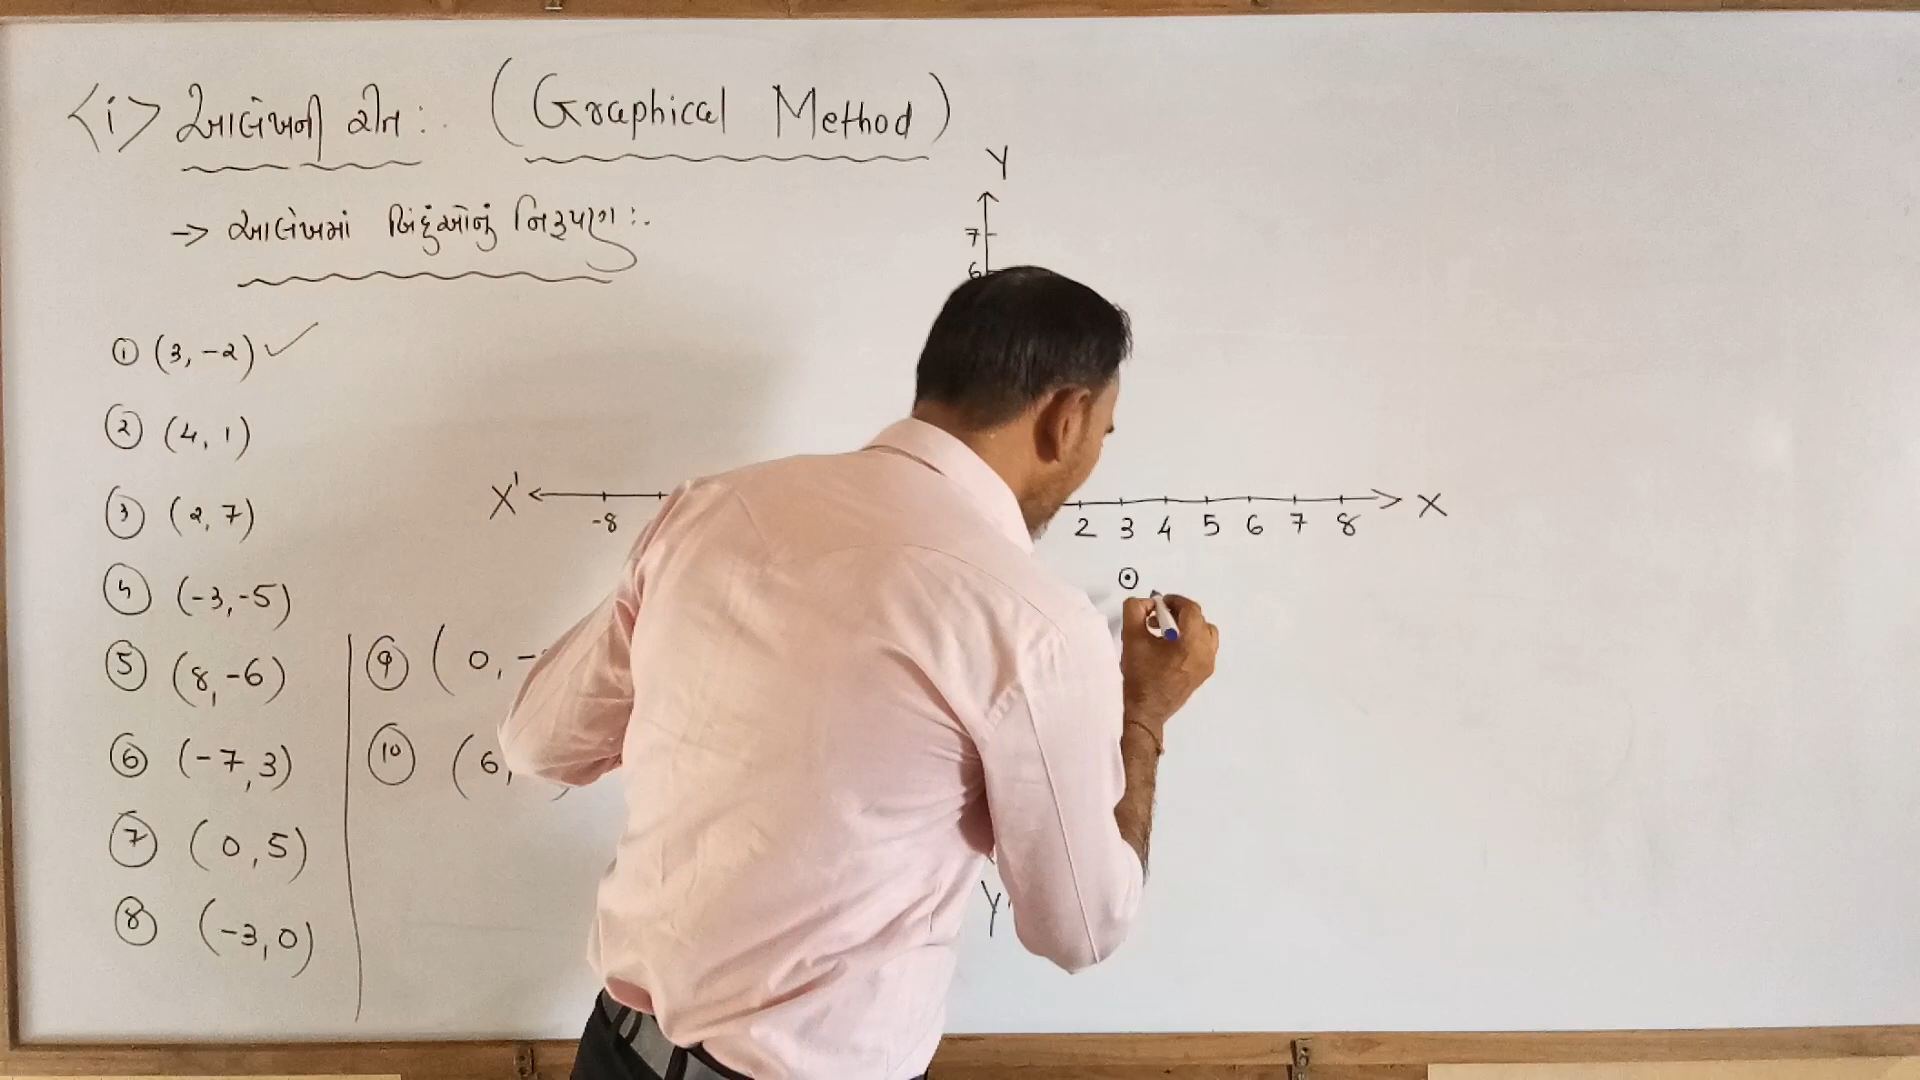 <i> આલેખની રીત :. (Graphical Method)
→ આલેખમાં બિંદુઓનું નિરૂપણ :.
① (3, -2) ✓
② (4, 1)
③ (2, 7)
④ (-3, -5)
⑤ (8, -6)
⑥ (-7, 3)
⑦ (0, 5)
⑧ (-3, 0)
⑨ (0, -
⑩ (6,
Y
7
6
X' -8 2 3 4 5 6 7 8 X
Y'